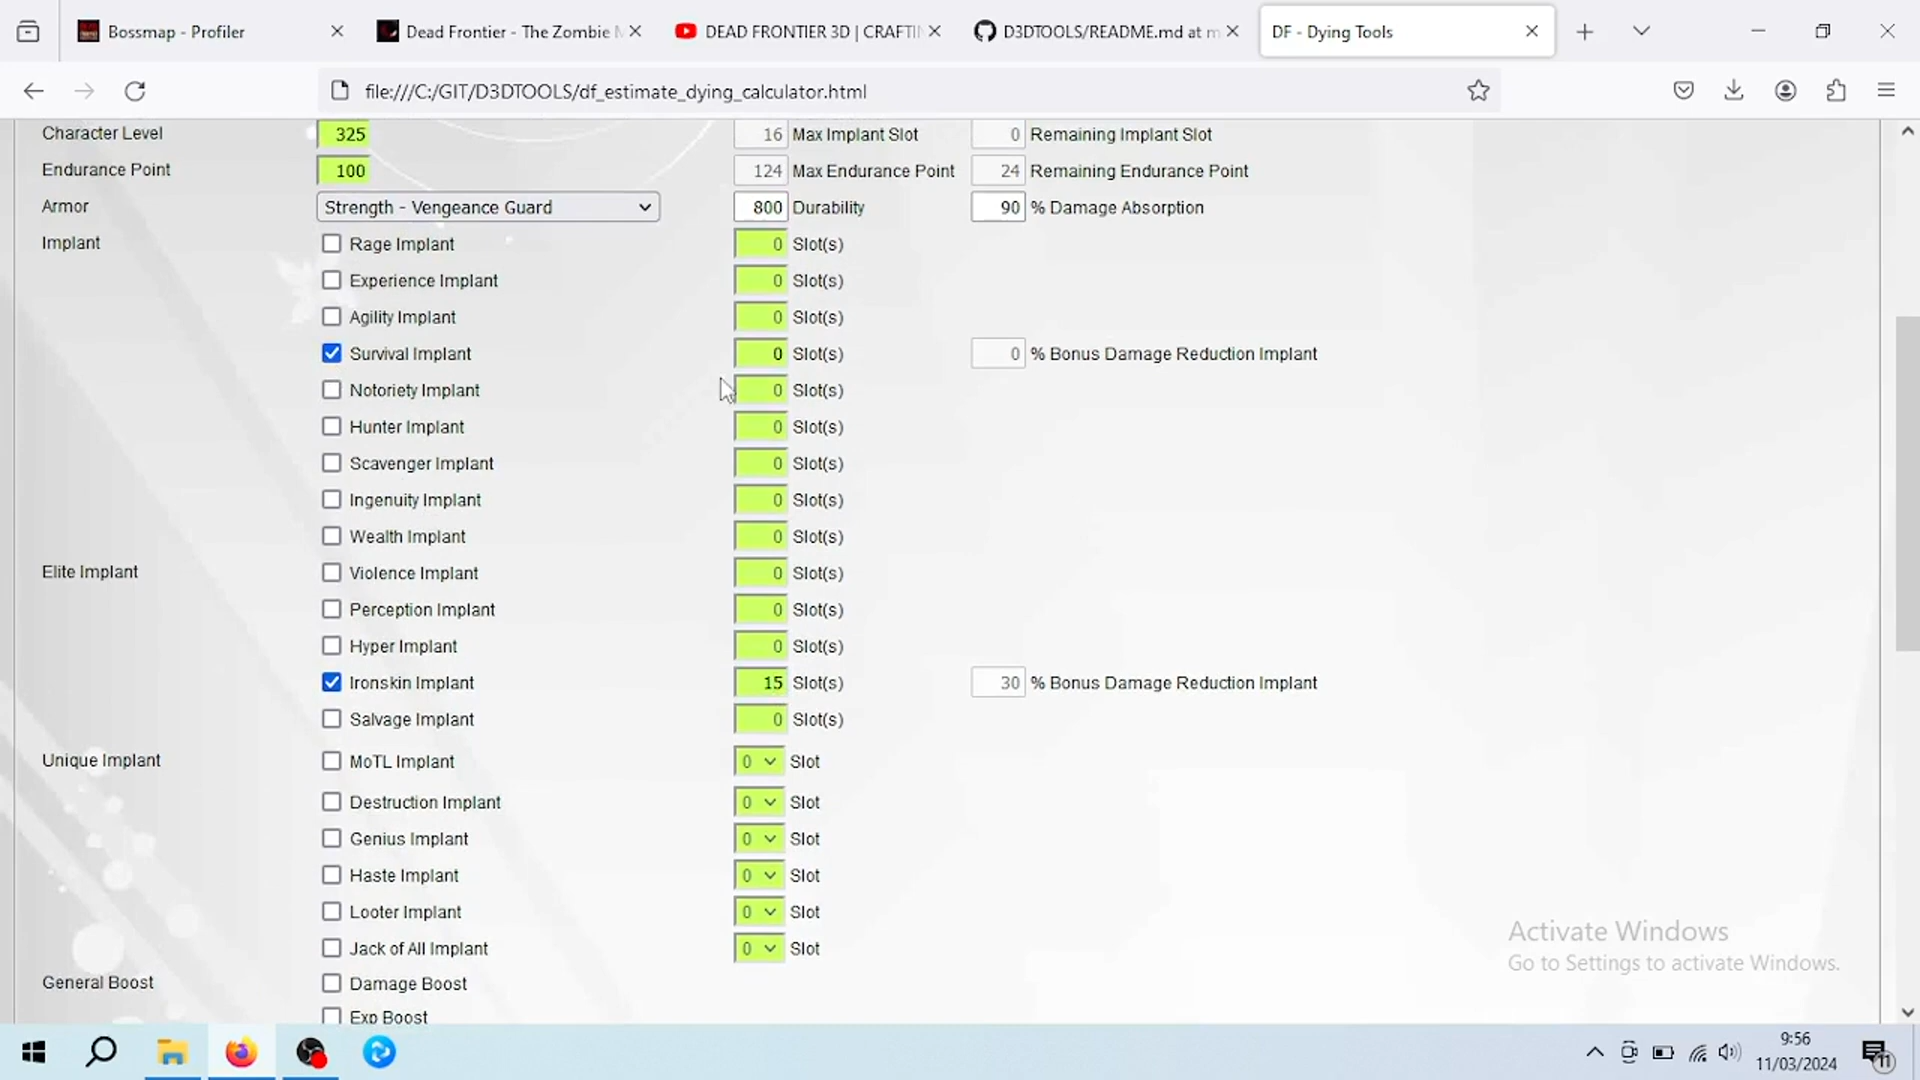 Bossmap - Profiler
Dead Frontier - The Zombie M
DEAD FRONTIER 3D | CRAFTIN
D3DTOOLS/README.md at m
DF - Dying Tools
file:///C:/GIT/D3DTOOLS/df_estimate_dying_calculator.html
Character Level 325 16 Max Implant Slot 0 Remaining Implant Slot
Endurance Point 100 124 Max Endurance Point 24 Remaining Endurance Point
Armor Strength - Vengeance Guard 800 Durability 90 % Damage Absorption
Implant Rage Implant 0 Slot(s)
Experience Implant 0 Slot(s)
Agility Implant 0 Slot(s)
Survival Implant 0 Slot(s) 0 % Bonus Damage Reduction Implant
Notoriety Implant 0 Slot(s)
Hunter Implant 0 Slot(s)
Scavenger Implant 0 Slot(s)
Ingenuity Implant 0 Slot(s)
Wealth Implant 0 Slot(s)
Elite Implant Violence Implant 0 Slot(s)
Perception Implant 0 Slot(s)
Hyper Implant 0 Slot(s)
Ironskin Implant 15 Slot(s) 30 % Bonus Damage Reduction Implant
Salvage Implant 0 Slot(s)
Unique Implant MoTL Implant 0 Slot
Destruction Implant 0 Slot
Genius Implant 0 Slot
Haste Implant 0 Slot
Looter Implant 0 Slot
Jack of All Implant 0 Slot
General Boost Damage Boost
Exp Boost
Activate Windows
Go to Settings to activate Windows.
9:56
11/03/2024
11